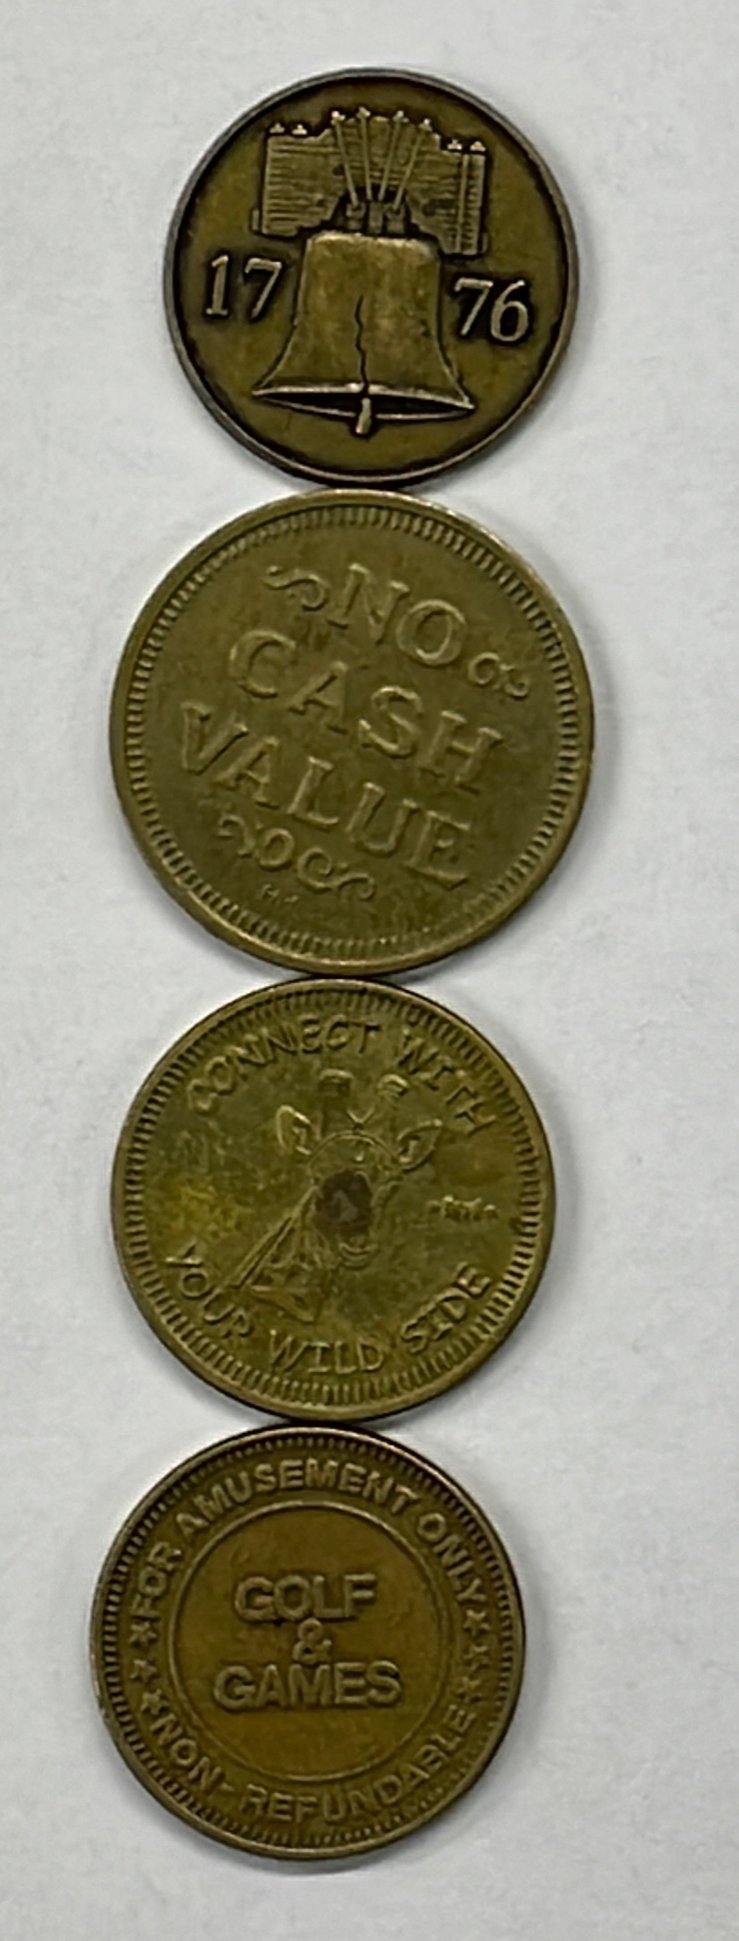 17 76
NO
CASH
VALUE
CONNECT WITH
YOUR WILD SIDE
FOR AMUSEMENT ONLY
GOLF
&
GAMES
NON-REFUNDABLE